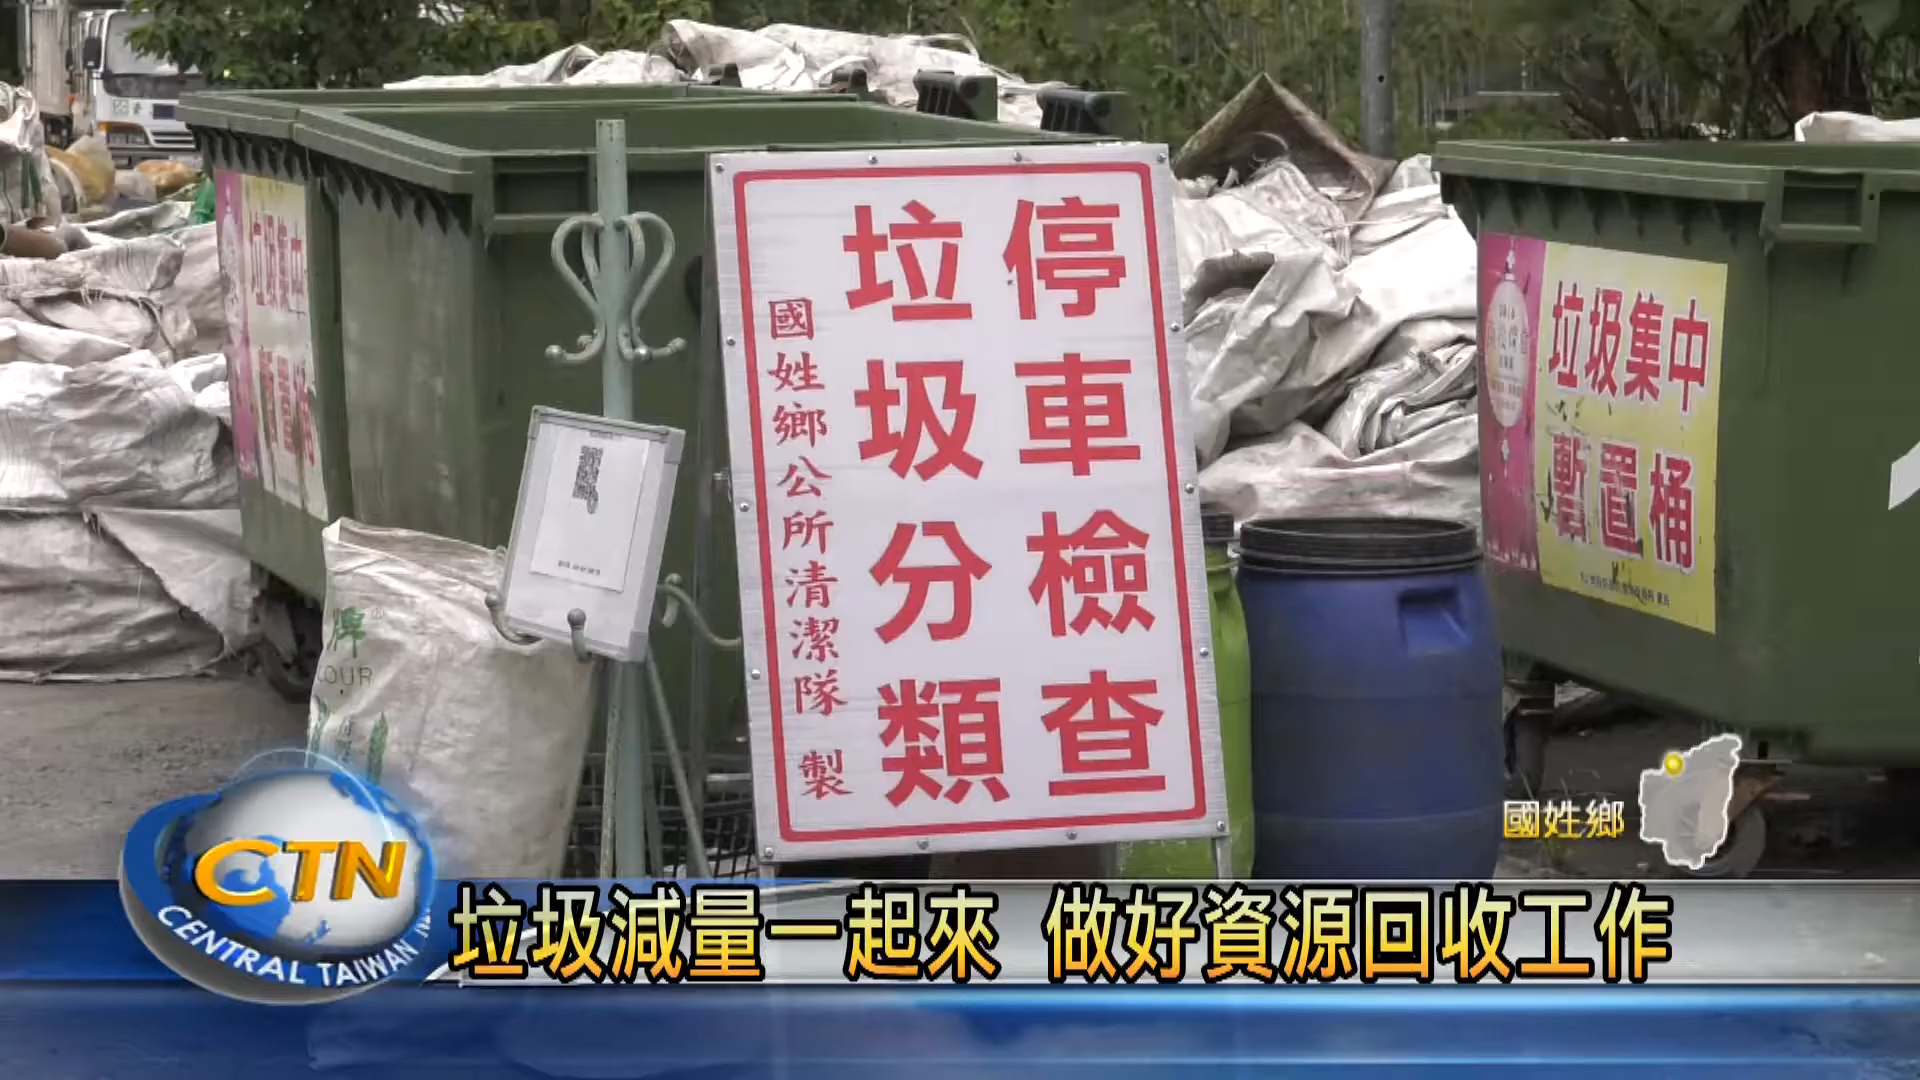 停車檢查
垃圾分類
國姓鄉公所清潔隊 製
垃圾集中
暫置桶
垃圾集中
暫置桶
牌
OUR
國姓鄉
CTN
CENTRAL TAIWAN
垃圾減量一起來 做好資源回收工作